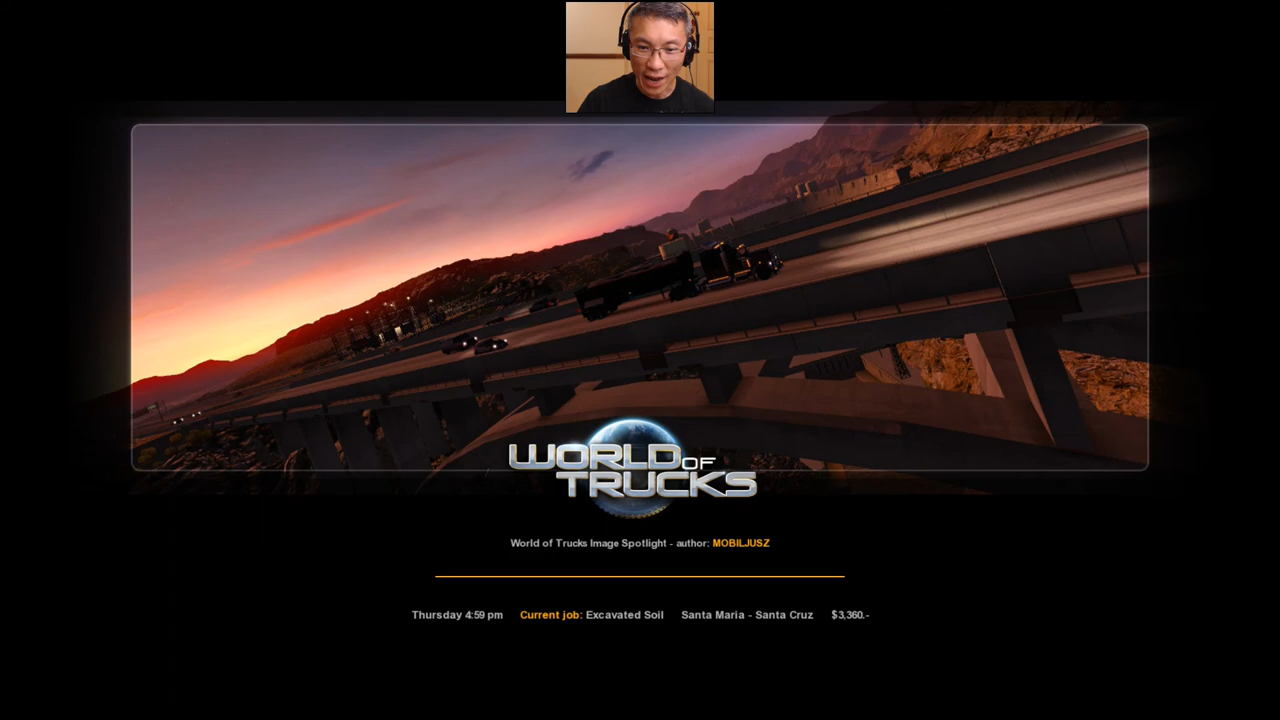 WORLD OF
TRUCKS
World of Trucks Image Spotlight - author: MOBILJUSZ
Thursday 4:59 pm Current job: Excavated Soil Santa Maria - Santa Cruz $3,360.-